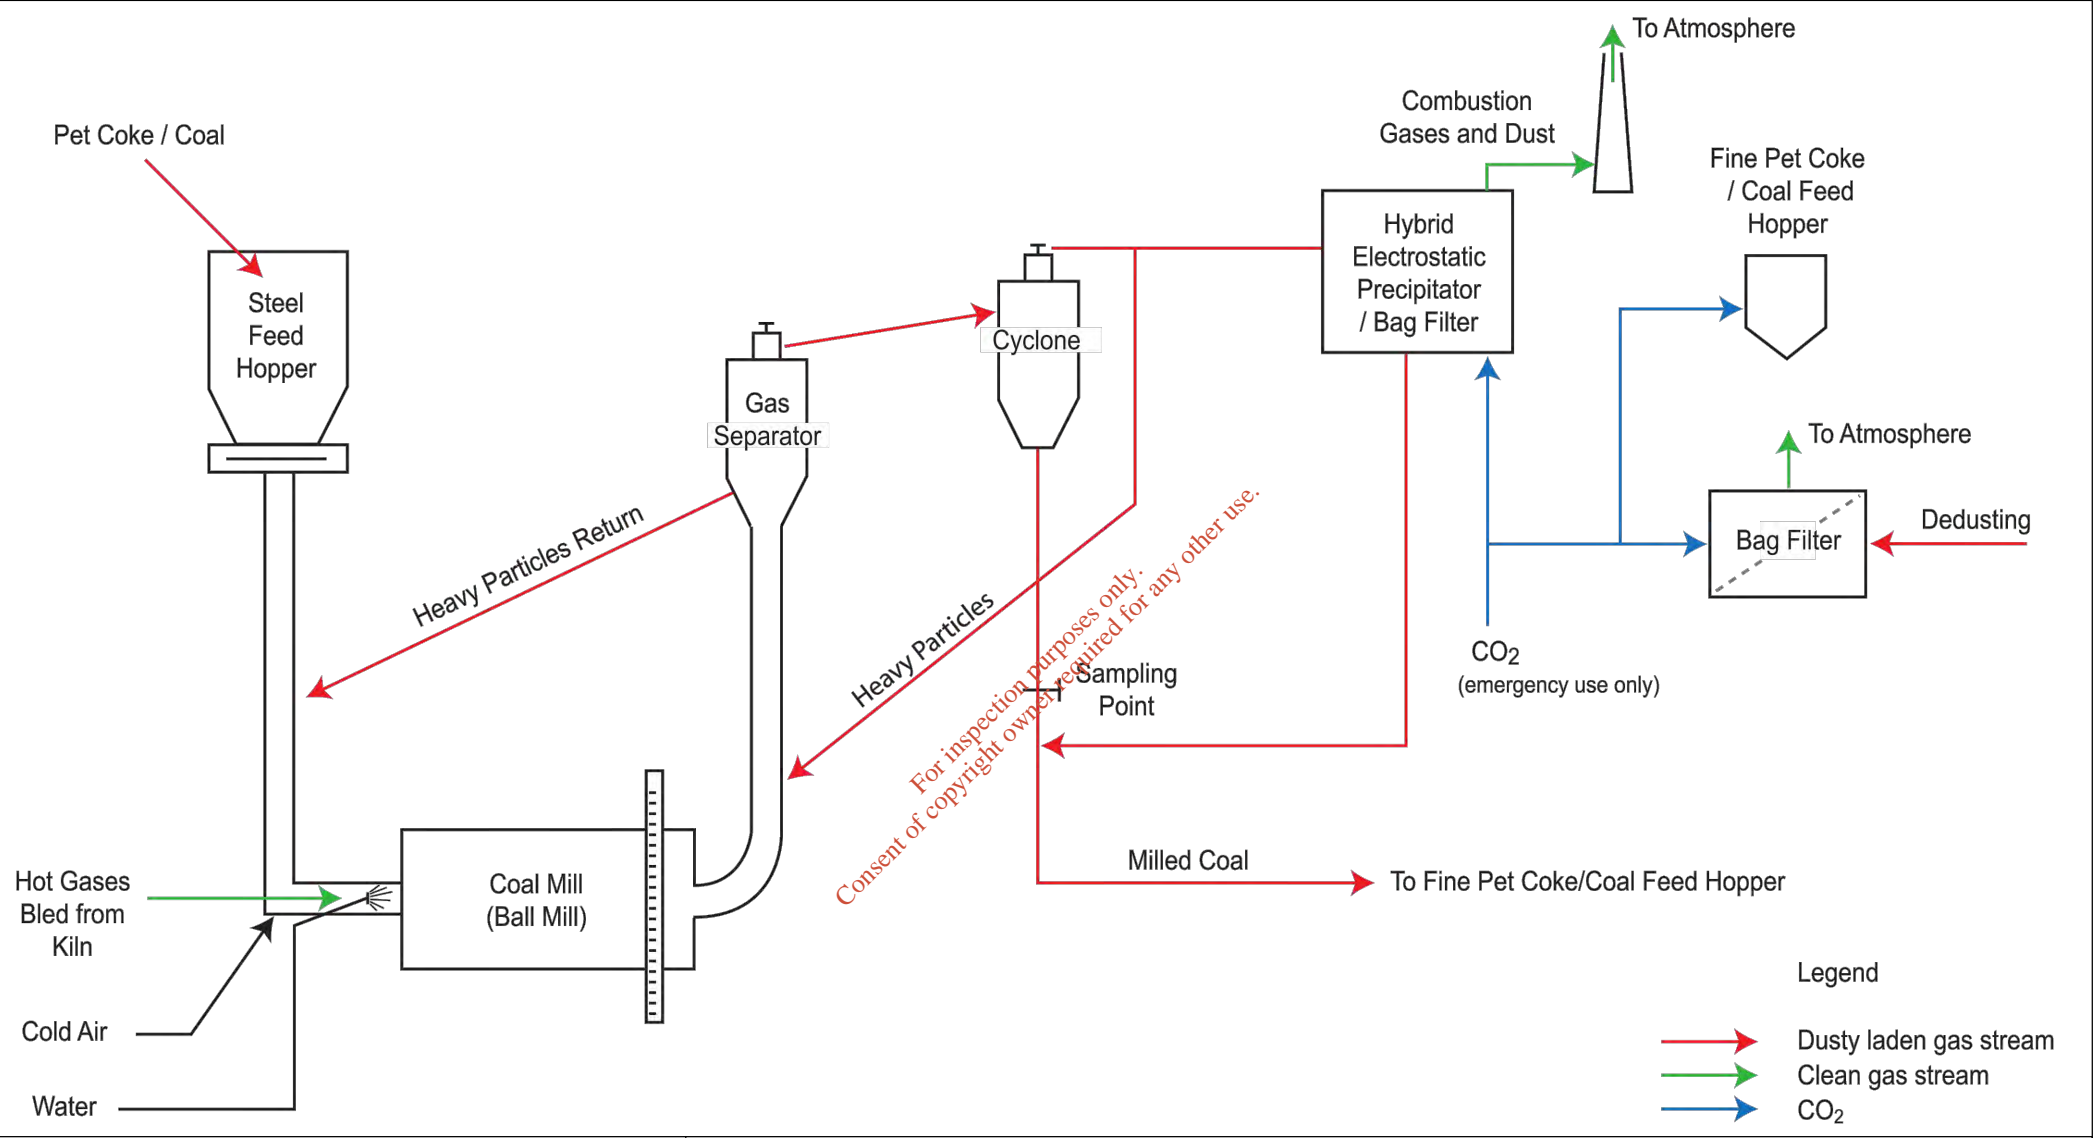 To Atmosphere
Combustion
Gases and Dust
Pet Coke / Coal
Fine Pet Coke
/ Coal Feed
Hopper
Hybrid
Electrostatic
Precipitator
/ Bag Filter
Steel
Feed
Hopper
Cyclone
Gas
Separator
To Atmosphere
Dedusting
Bag Filter
Heavy Particles Return
Heavy Particles
For inspection purposes only.
Consent of copyright owner required for any other use.
Sampling
Point
CO2
(emergency use only)
Milled Coal
To Fine Pet Coke/Coal Feed Hopper
Hot Gases
Bled from
Kiln
Coal Mill
(Ball Mill)
Cold Air
Water
Legend
Dusty laden gas stream
Clean gas stream
CO2